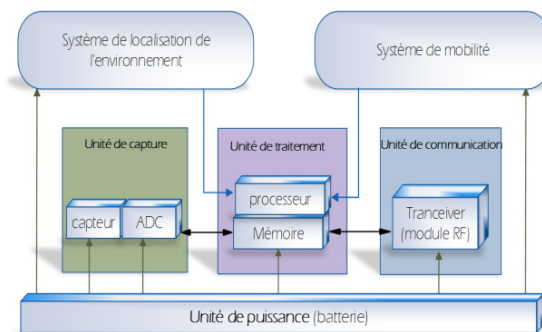 Système de localisation de
l'environnement
Système de mobilité
Unité de capture
Unité de traitement
Unité de communication
capteur
ADC
processeur
Mémoire
Tranceiver
(module RF)
Unité de puissance (batterie)